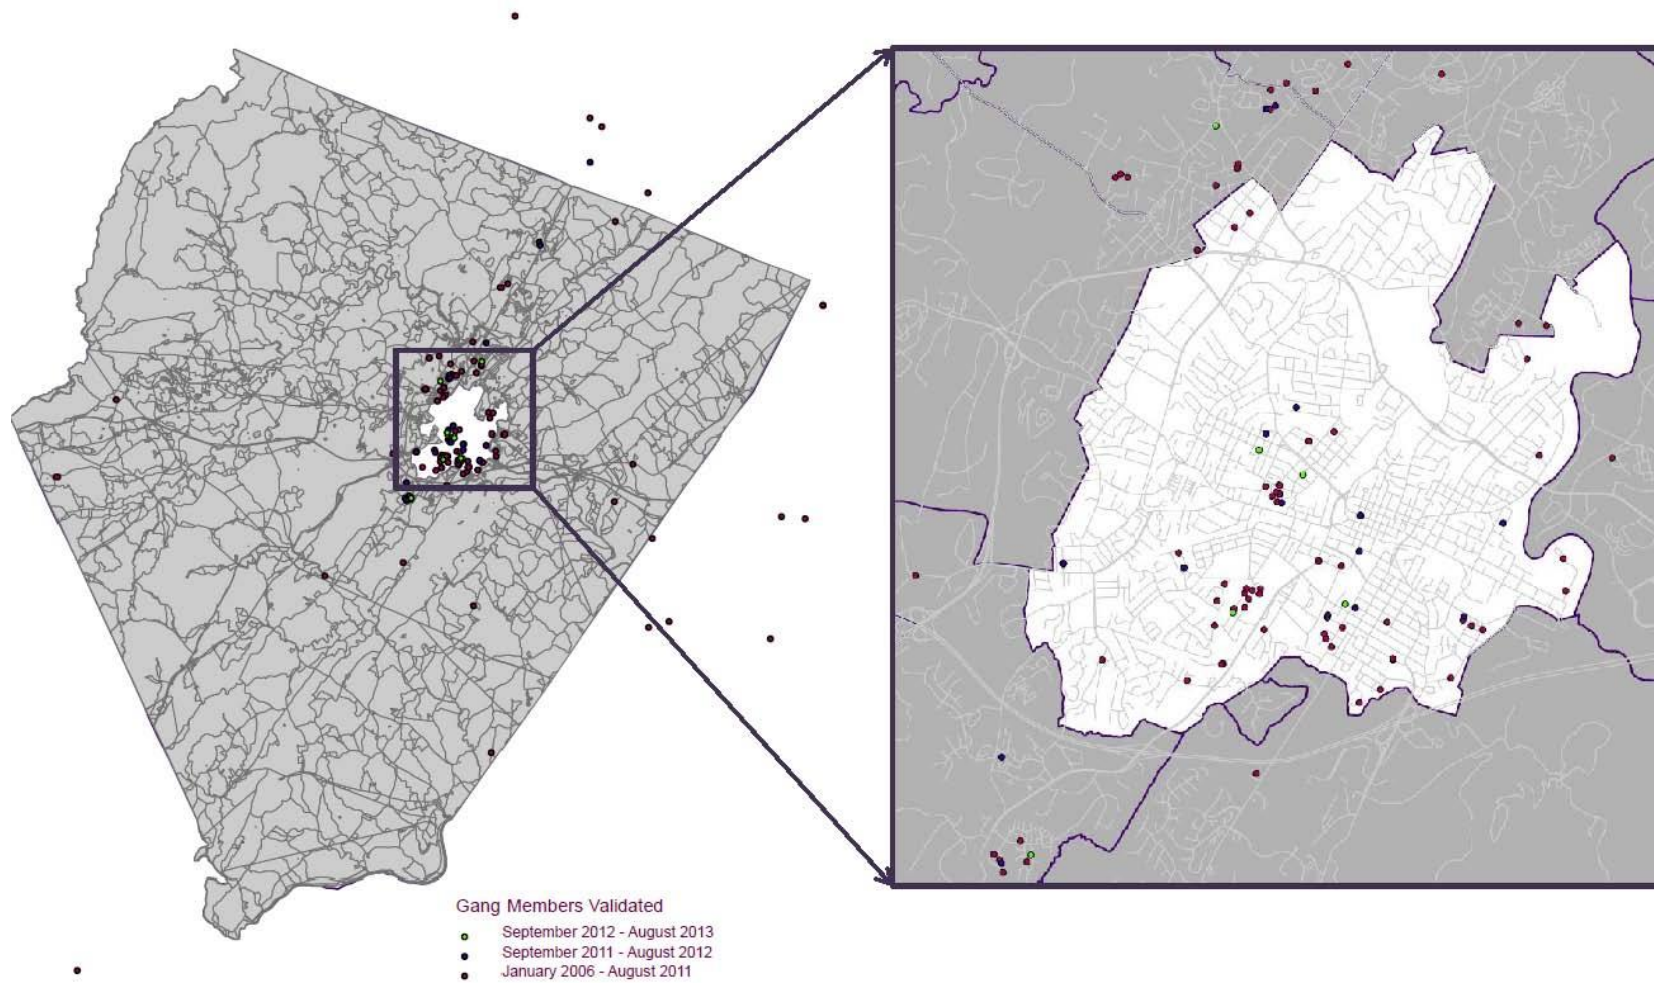 Gang Members Validated
September 2012 - August 2013
September 2011 - August 2012
January 2006 - August 2011